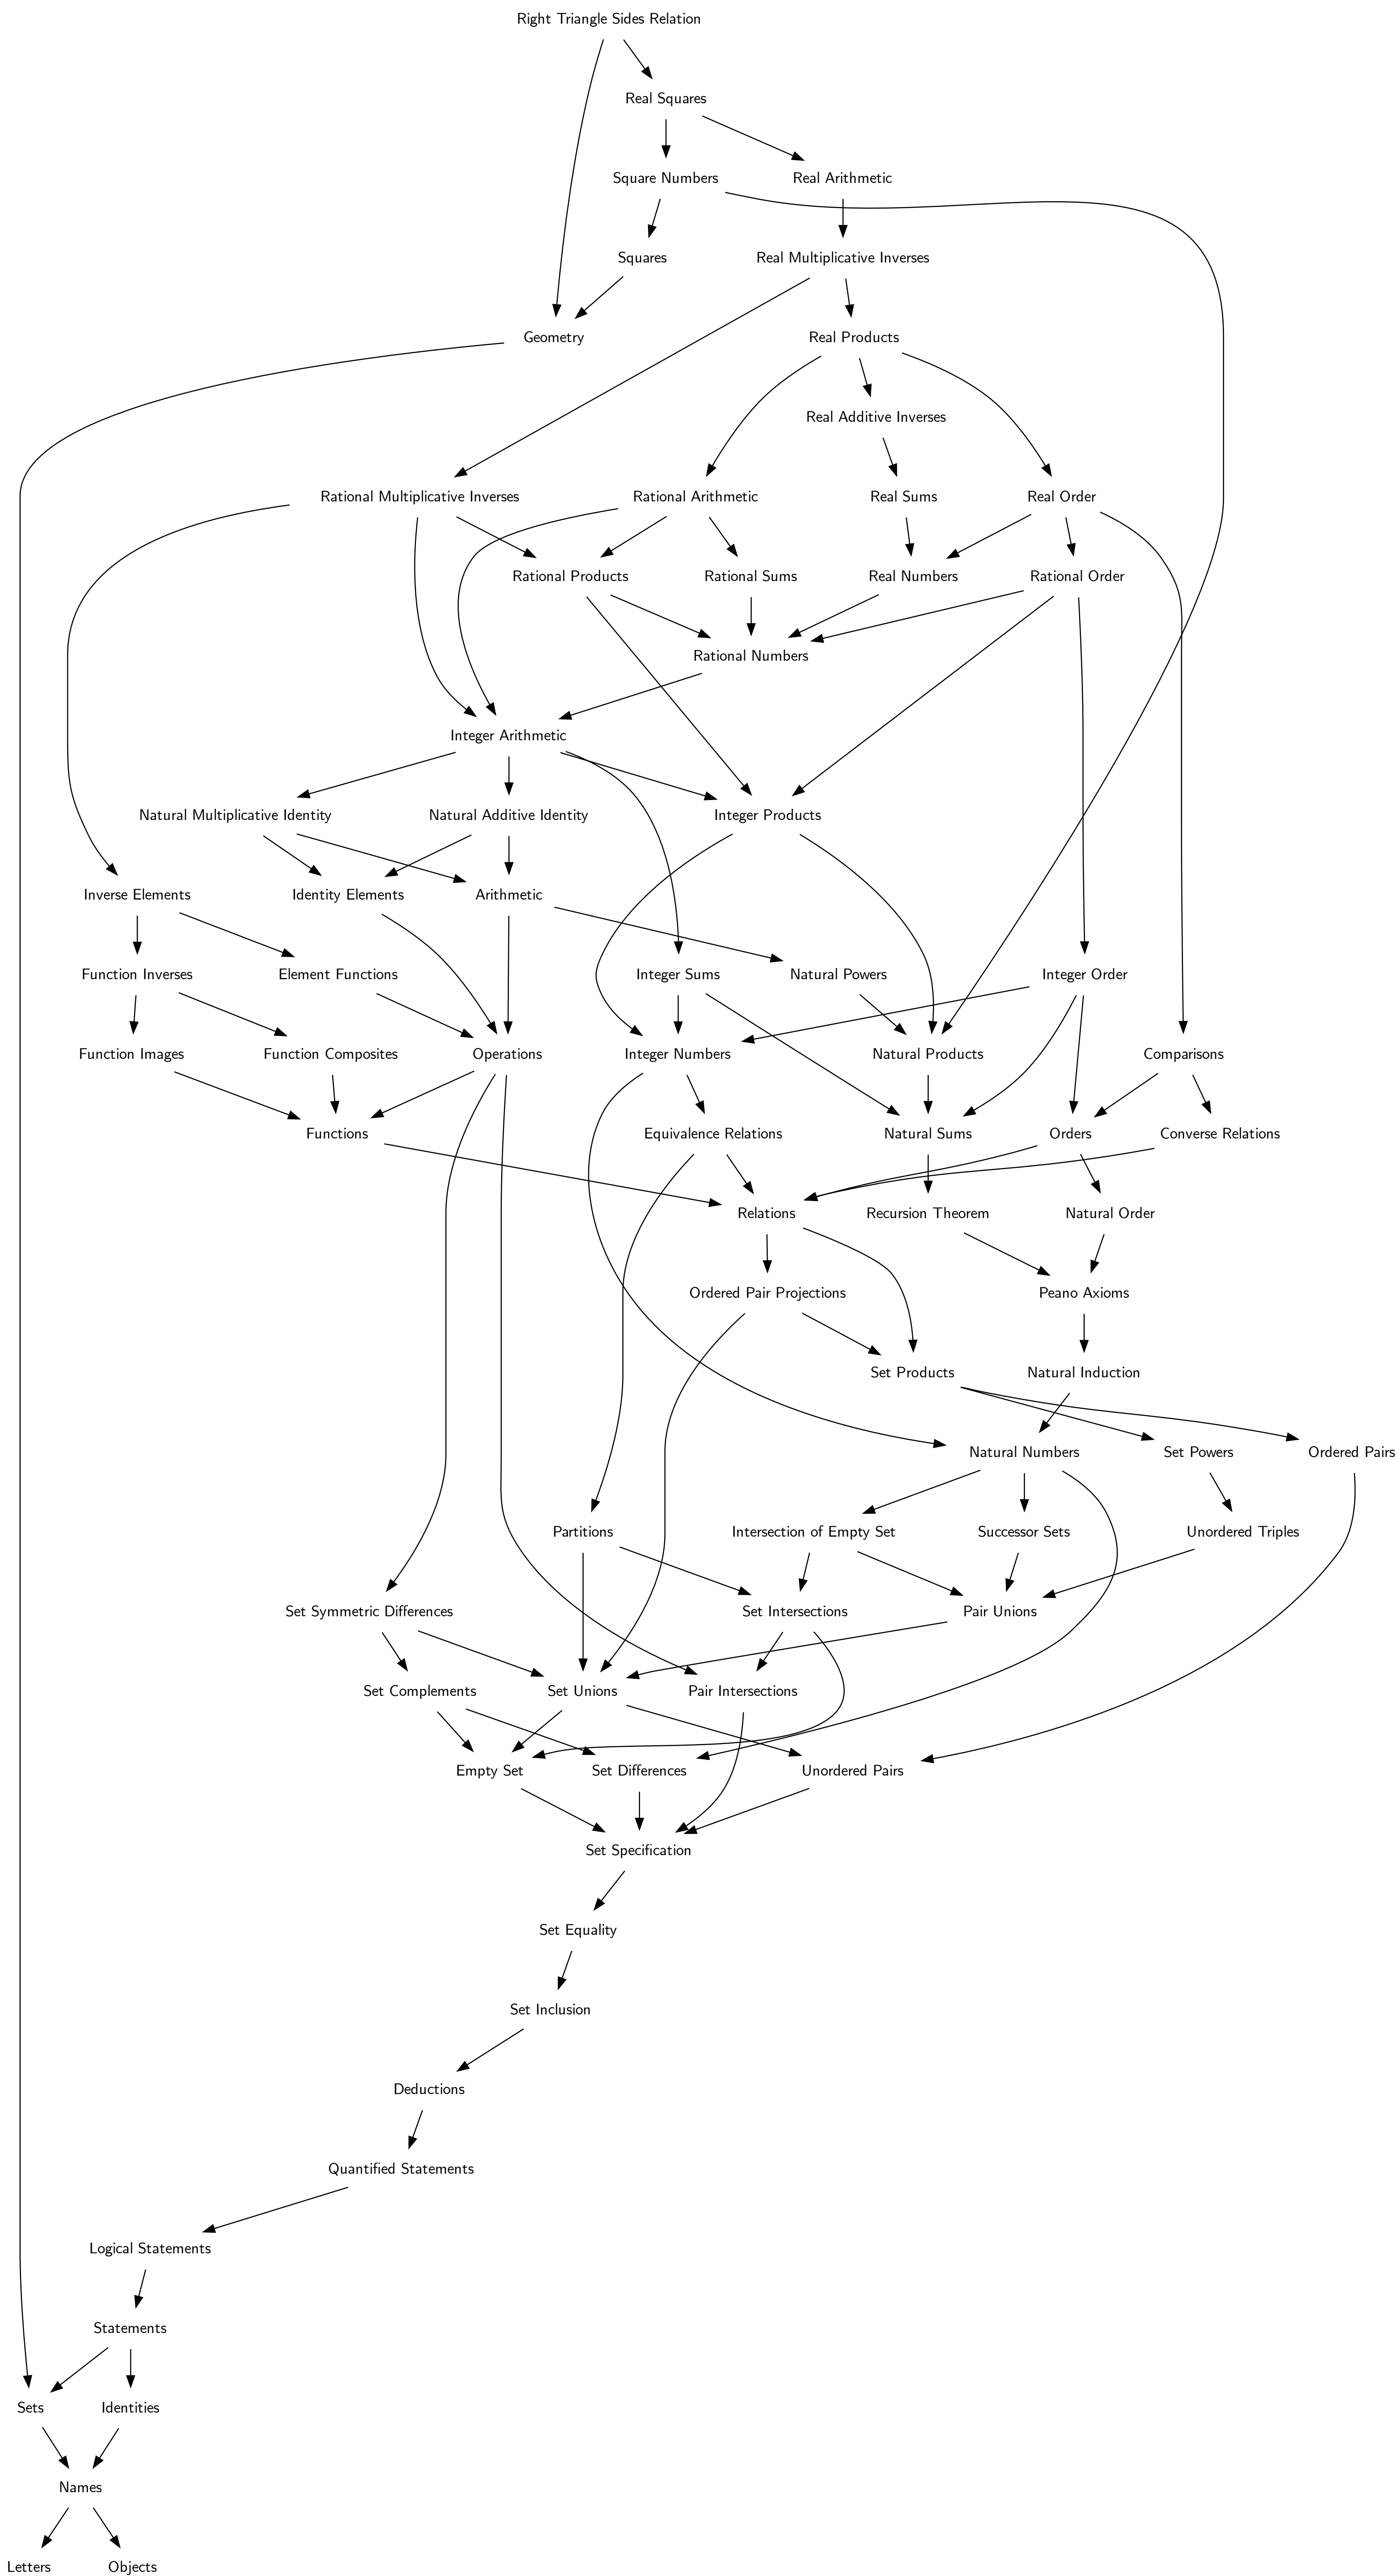 Right Triangle Sides Relation
Real Squares
Square Numbers
Real Arithmetic
Squares
Real Multiplicative Inverses
Geometry
Real Products
Real Additive Inverses
Rational Multiplicative Inverses
Rational Arithmetic
Real Sums
Real Order
Rational Products
Rational Sums
Real Numbers
Rational Order
Rational Numbers
Integer Arithmetic
Natural Multiplicative Identity
Natural Additive Identity
Integer Products
Inverse Elements
Identity Elements
Arithmetic
Function Inverses
Element Functions
Integer Sums
Natural Powers
Integer Order
Function Images
Function Composites
Operations
Integer Numbers
Natural Products
Comparisons
Functions
Equivalence Relations
Natural Sums
Orders
Converse Relations
Relations
Recursion Theorem
Natural Order
Ordered Pair Projections
Peano Axioms
Set Products
Natural Induction
Natural Numbers
Set Powers
Ordered Pairs
Partitions
Intersection of Empty Set
Successor Sets
Unordered Triples
Set Symmetric Differences
Set Intersections
Pair Unions
Set Complements
Set Unions
Pair Intersections
Empty Set
Set Differences
Unordered Pairs
Set Specification
Set Equality
Set Inclusion
Deductions
Quantified Statements
Logical Statements
Statements
Sets
Identities
Names
Letters
Objects